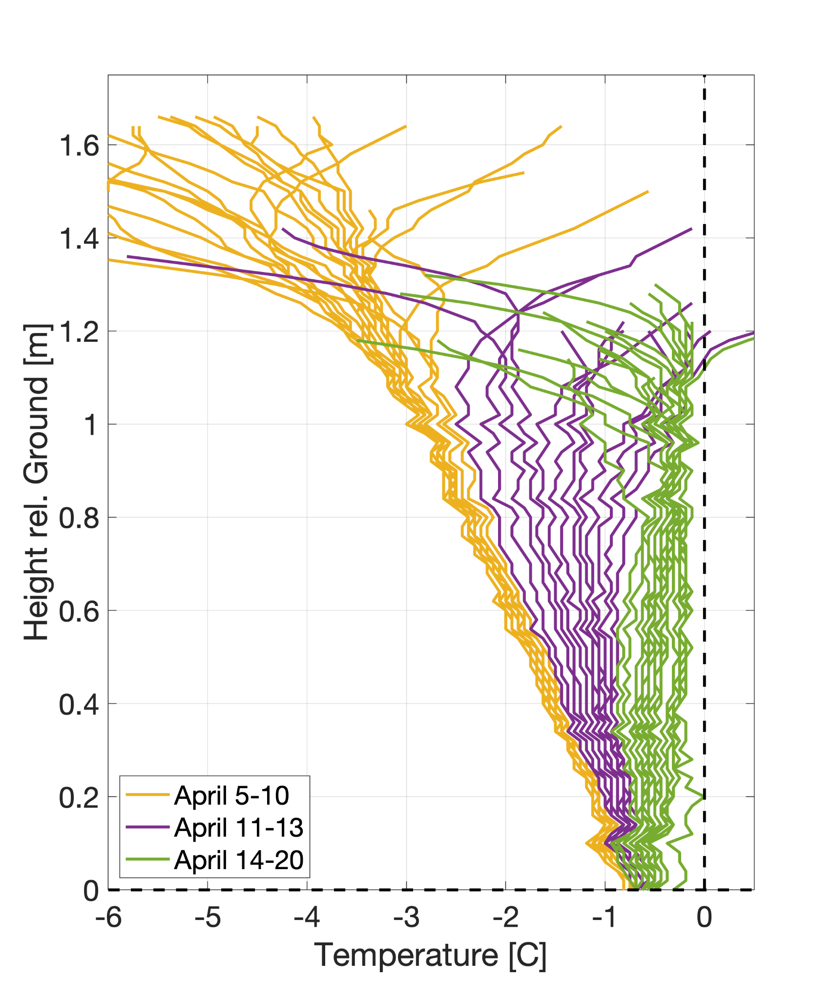 Height rel. Ground [m]
1.6
1.4
1.2
1
0.8
0.6
0.4
0.2
0
April 5-10
April 11-13
April 14-20
-6 -5 -4 -3 -2 -1 0
Temperature [C]